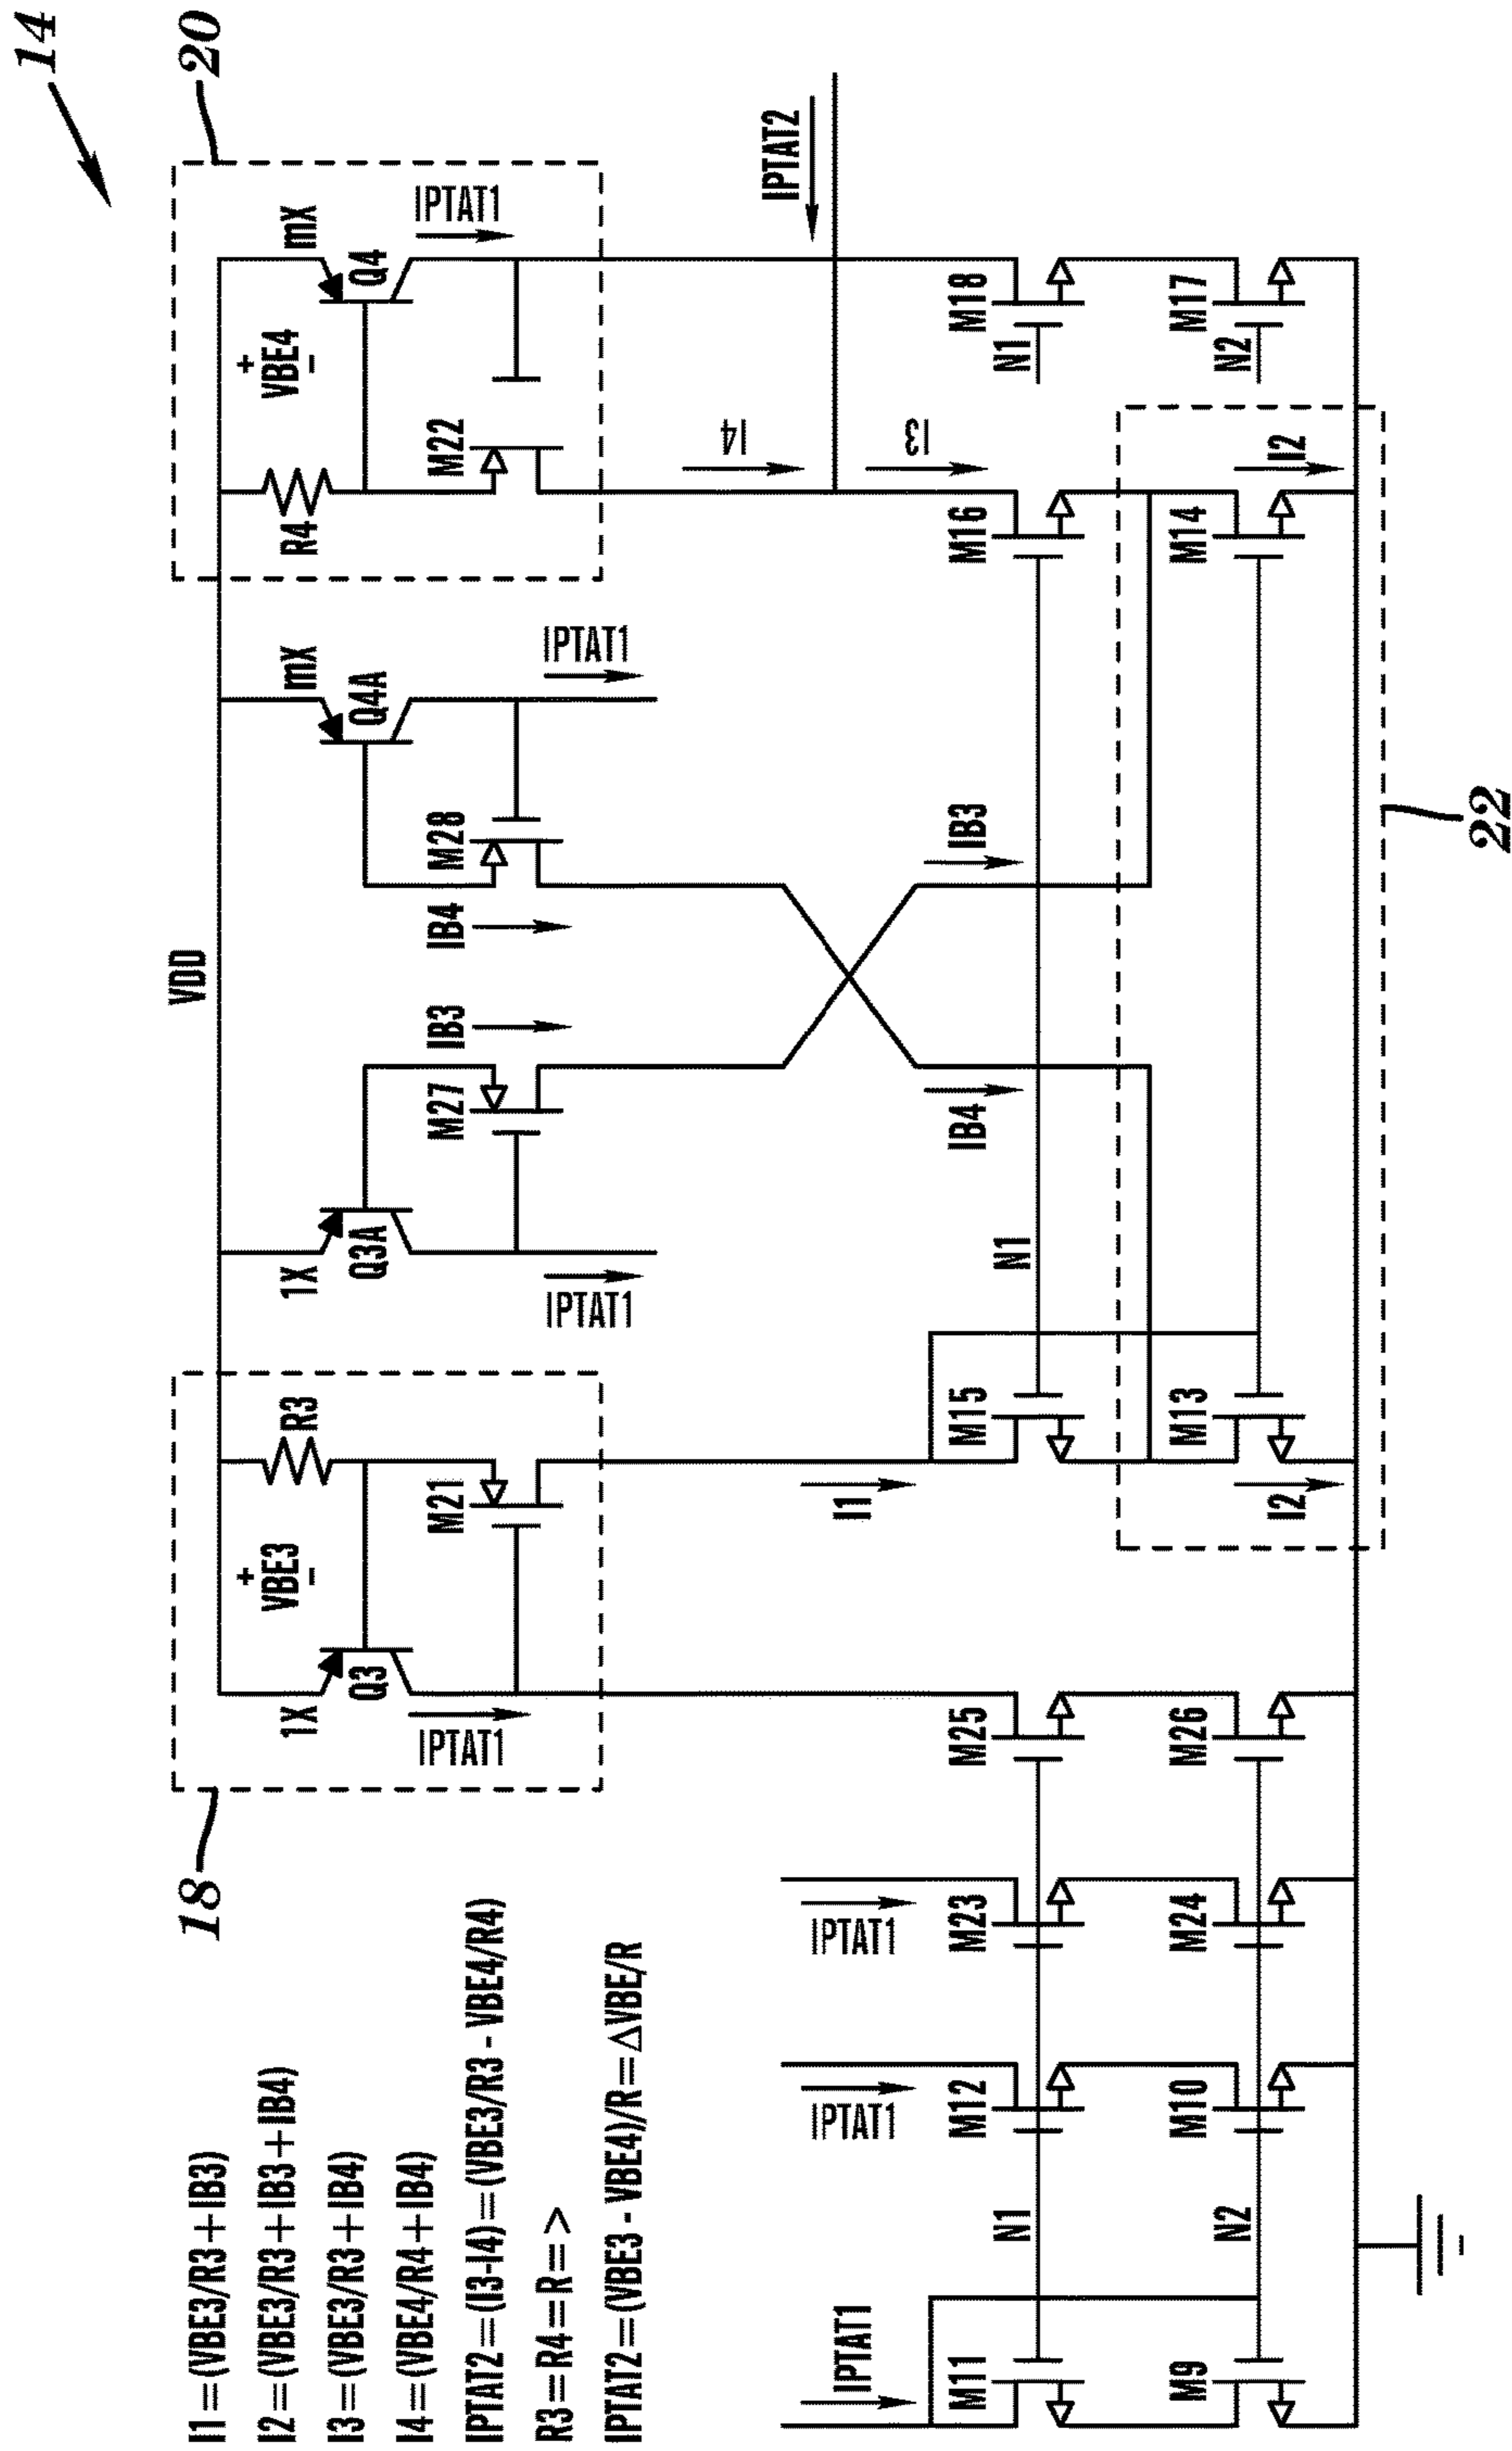 14
20
18
22
VDD
I1=(VBE3/R3+IB3)
I2=(VBE3/R3+IB3+IB4)
I3=(VBE3/R3+IB4)
I4=(VBE4/R4+IB4)
IPTAT2=(I3-I4)=(VBE3/R3 - VBE4/R4)
R3=R4=R=>
IPTAT2=(VBE3 - VBE4)/R=△VBE/R
1X
Q3
+
VBE3
−
R3
M21
IPTAT1
1X
Q3A
M27
IB3
IPTAT1
mX
Q4A
M28
IB4
IPTAT1
R4
+
VBE4
−
mX
Q4
M22
IPTAT1
IPTAT1
IPTAT1
IPTAT1
I1
IB4
IB3
I4
I3
IPTAT2
M11
N1
M12
M23
M25
M15
N1
M16
N1
M18
M9
N2
M10
M24
M26
M13
I2
M14
I2
N2
M17